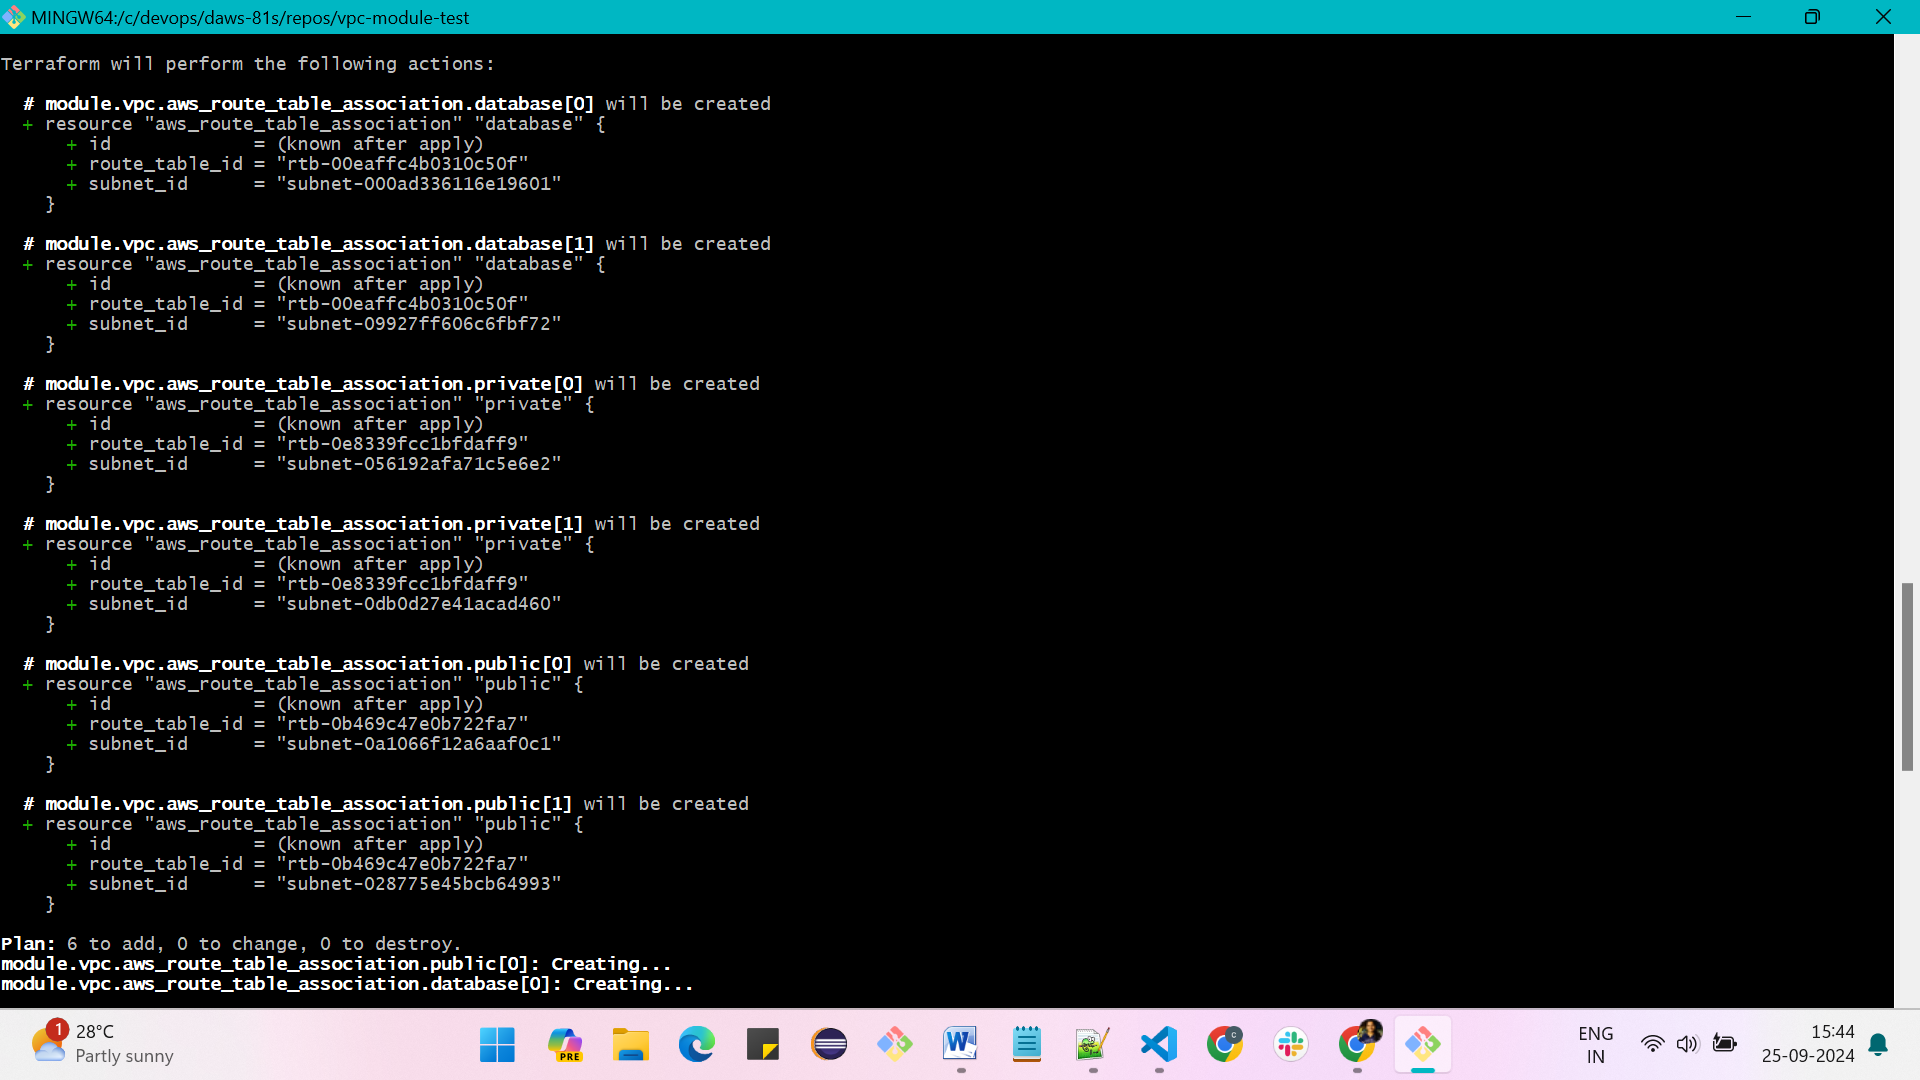 MINGW64:/c/devops/daws-81s/repos/vpc-module-test
Terraform will perform the following actions:
# module.vpc.aws_route_table_association.database[0] will be created
+ resource "aws_route_table_association" "database" {
+ id = (known after apply)
+ route_table_id = "rtb-00eaffc4b0310c50f"
+ subnet_id = "subnet-000ad336116e19601"
}
# module.vpc.aws_route_table_association.database[1] will be created
+ resource "aws_route_table_association" "database" {
+ id = (known after apply)
+ route_table_id = "rtb-00eaffc4b0310c50f"
+ subnet_id = "subnet-09927ff606c6fbf72"
}
# module.vpc.aws_route_table_association.private[0] will be created
+ resource "aws_route_table_association" "private" {
+ id = (known after apply)
+ route_table_id = "rtb-0e8339fcc1bfdaff9"
+ subnet_id = "subnet-056192afa71c5e6e2"
}
# module.vpc.aws_route_table_association.private[1] will be created
+ resource "aws_route_table_association" "private" {
+ id = (known after apply)
+ route_table_id = "rtb-0e8339fcc1bfdaff9"
+ subnet_id = "subnet-0db0d27e41acad460"
}
# module.vpc.aws_route_table_association.public[0] will be created
+ resource "aws_route_table_association" "public" {
+ id = (known after apply)
+ route_table_id = "rtb-0b469c47e0b722fa7"
+ subnet_id = "subnet-0a1066f12a6aaf0c1"
}
# module.vpc.aws_route_table_association.public[1] will be created
+ resource "aws_route_table_association" "public" {
+ id = (known after apply)
+ route_table_id = "rtb-0b469c47e0b722fa7"
+ subnet_id = "subnet-028775e45bcb64993"
}
Plan: 6 to add, 0 to change, 0 to destroy.
module.vpc.aws_route_table_association.public[0]: Creating...
module.vpc.aws_route_table_association.database[0]: Creating...
1
28°C
Partly sunny
PRE
W
C
ENG
IN
15:44
25-09-2024